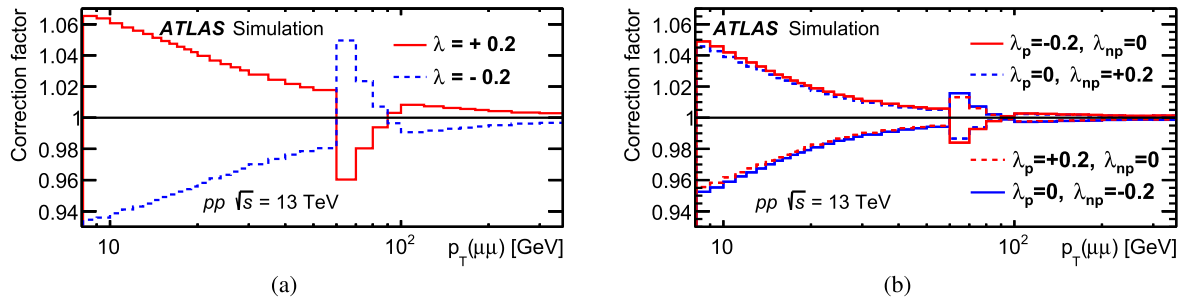 Correction factor
1.06
1.04
1.02
1
0.98
0.96
0.94
ATLAS Simulation
λ = + 0.2
λ = - 0.2
pp √s = 13 TeV
10
10²
p_T(μμ) [GeV]
(a)
Correction factor
1.06
1.04
1.02
1
0.98
0.96
0.94
ATLAS Simulation
λ_p=-0.2, λ_np=0
λ_p=0, λ_np=+0.2
λ_p=+0.2, λ_np=0
λ_p=0, λ_np=-0.2
pp √s = 13 TeV
10
10²
p_T(μμ) [GeV]
(b)